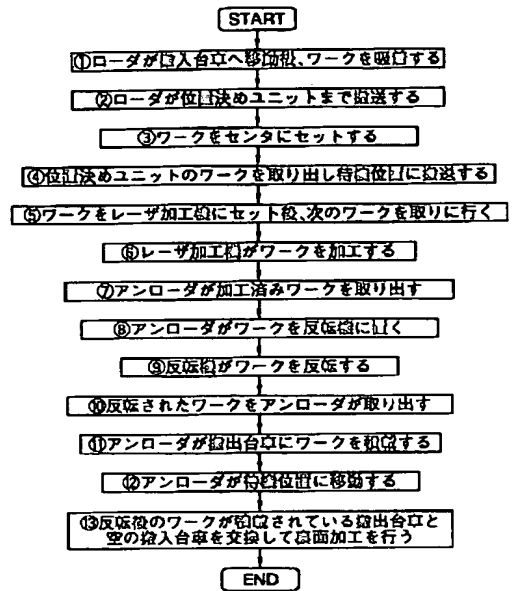 START
①ローダが搬入台車へ移動後、ワークを吸着する
②ローダが位置決めユニットまで搬送する
③ワークをセンタにセットする
④位置決めユニットのワークを取り出し待機位置に搬送する
⑤ワークをレーザ加工機にセット後、次のワークを取りに行く
⑥レーザ加工機がワークを加工する
⑦アンローダが加工済みワークを取り出す
⑧アンローダがワークを反転機に置く
⑨反転機がワークを反転する
⑩反転されたワークをアンローダが取り出す
⑪アンローダが搬出台車にワークを積載する
⑫アンローダが待機位置に移動する
⑬反転後のワークが積載されている搬出台車と
空の搬入台車を交換して裏面加工を行う
END